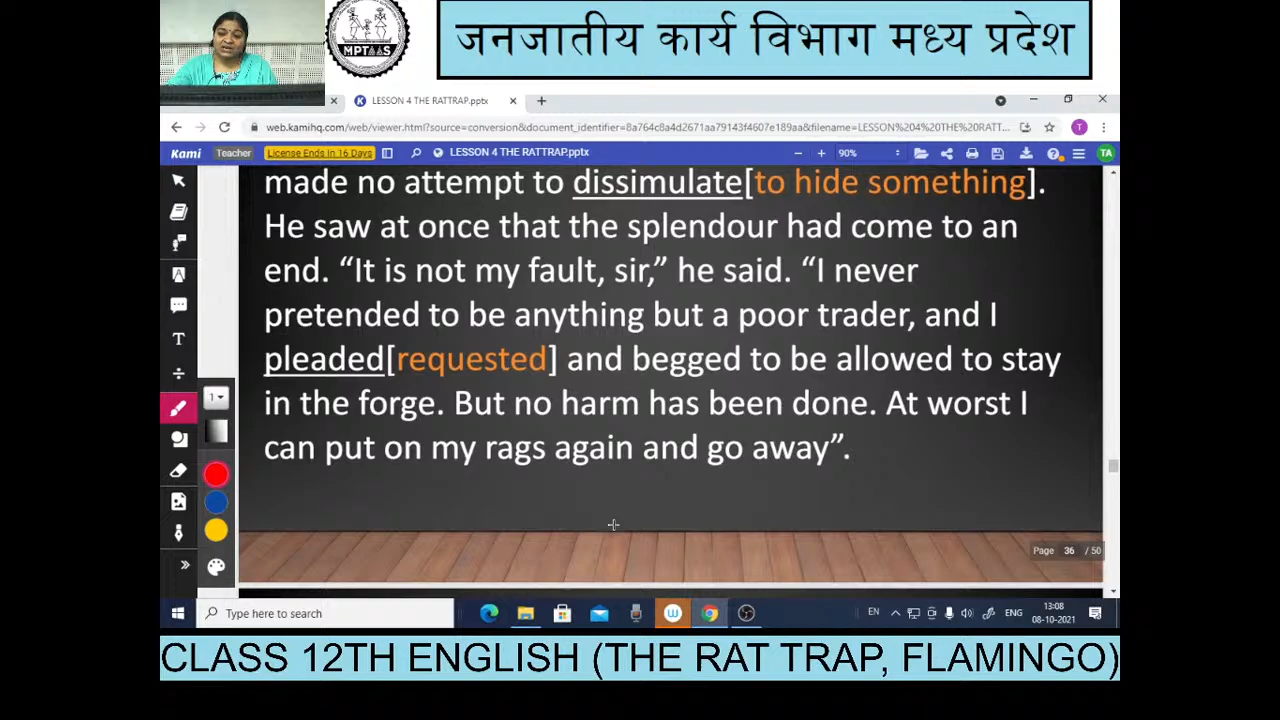 जनजातीय कार्य विभाग मध्य प्रदेश
MPTAAS
LESSON 4 THE RATTRAP.pptx
web.kamihq.com/web/viewer.html?source=conversion&document_identifier=8a764c8a4d2671aa79143f4607e189aa&filename=LESSON%204%20THE%20RATT...
Kami Teacher License Ends in 16 Days LESSON 4 THE RATTRAP.pptx 90% TA
made no attempt to dissimulate[to hide something].
He saw at once that the splendour had come to an
end. “It is not my fault, sir,” he said. “I never
pretended to be anything but a poor trader, and I
pleaded[requested] and begged to be allowed to stay
in the forge. But no harm has been done. At worst I
can put on my rags again and go away”.
1
Page 36 / 50
Type here to search EN ENG 13:08
08-10-2021
CLASS 12TH ENGLISH (THE RAT TRAP, FLAMINGO)